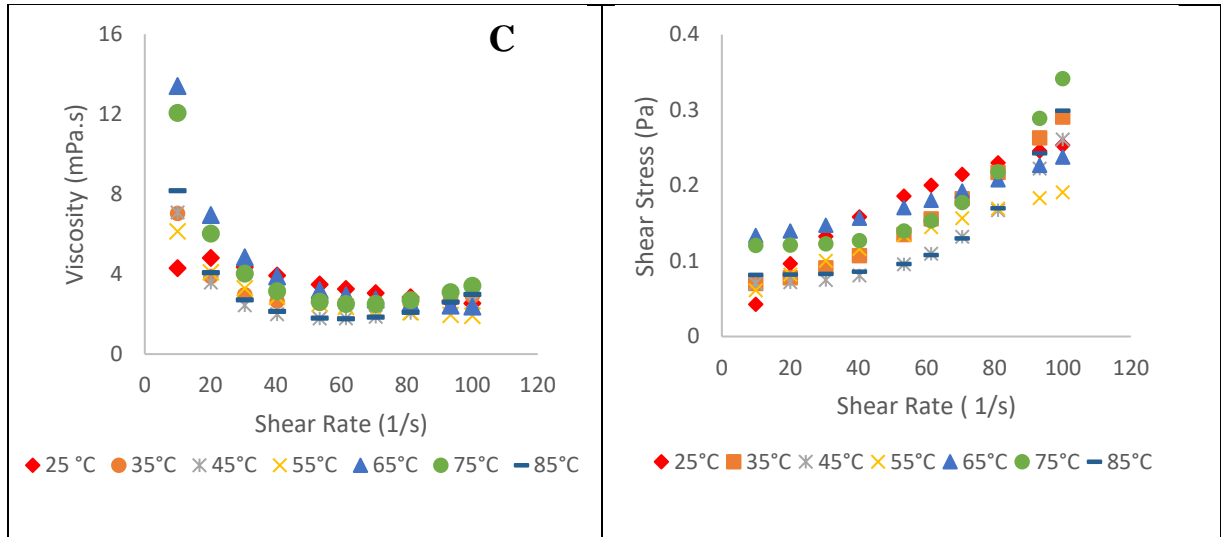 C
Viscosity (mPa.s)
16
12
8
4
0
0 20 40 60 80 100 120
Shear Rate (1/s)
25 °C 35°C 45°C 55°C 65°C 75°C 85°C
Shear Stress (Pa)
0.4
0.3
0.2
0.1
0
0 20 40 60 80 100 120
Shear Rate ( 1/s)
25°C 35°C 45°C 55°C 65°C 75°C 85°C